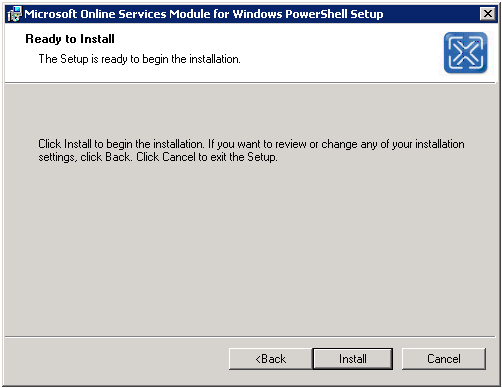 Microsoft Online Services Module for Windows PowerShell Setup
Ready to Install
The Setup is ready to begin the installation.
Click Install to begin the installation. If you want to review or change any of your installation
settings, click Back. Click Cancel to exit the Setup.
<Back
Install
Cancel